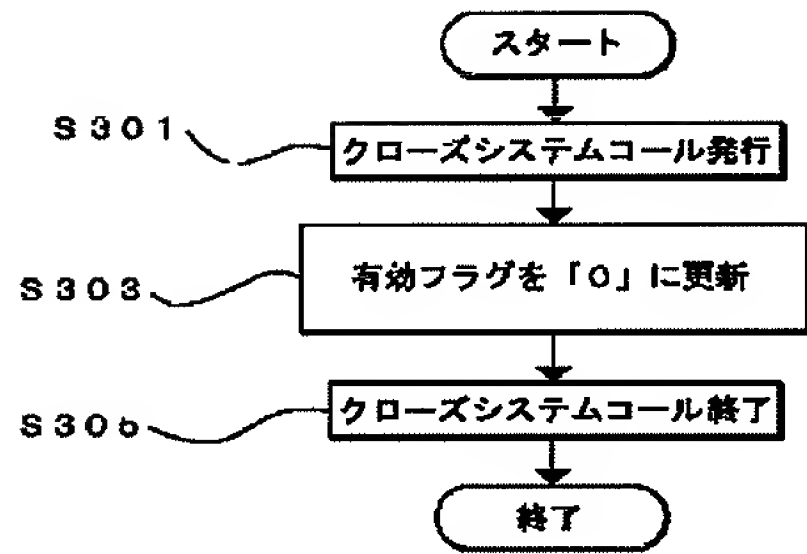 スタート
S301
クローズシステムコール発行
S303
有効フラグを「0」に更新
S305
クローズシステムコール終了
終了